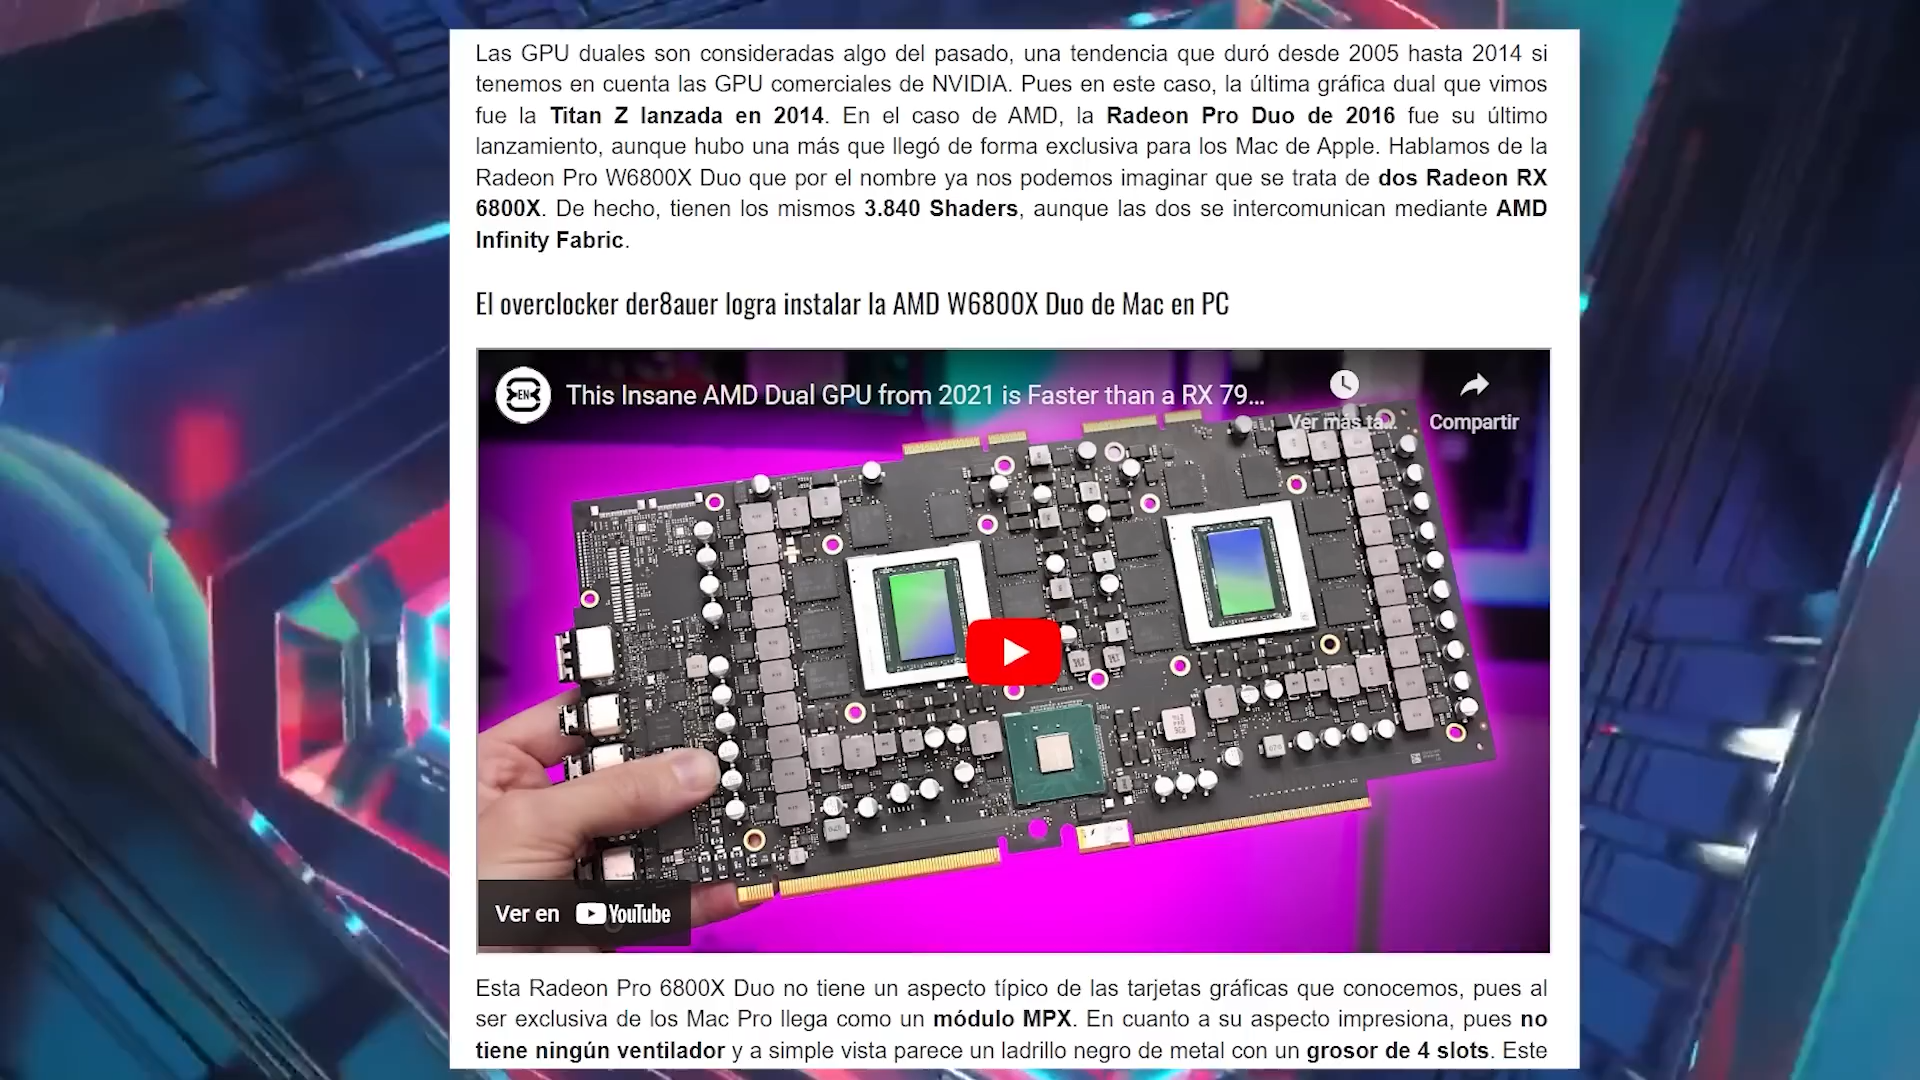 Las GPU duales son consideradas algo del pasado, una tendencia que duró desde 2005 hasta 2014 si
tenemos en cuenta las GPU comerciales de NVIDIA. Pues en este caso, la última gráfica dual que vimos
fue la Titan Z lanzada en 2014. En el caso de AMD, la Radeon Pro Duo de 2016 fue su último
lanzamiento, aunque hubo una más que llegó de forma exclusiva para los Mac de Apple. Hablamos de la
Radeon Pro W6800X Duo que por el nombre ya nos podemos imaginar que se trata de dos Radeon RX
6800X. De hecho, tienen los mismos 3.840 Shaders, aunque las dos se intercomunican mediante AMD
Infinity Fabric.
El overclocker der8auer logra instalar la AMD W6800X Duo de Mac en PC
EN
This Insane AMD Dual GPU from 2021 is Faster than a RX 79...
Ver más ta...
Compartir
Ver en YouTube
Esta Radeon Pro 6800X Duo no tiene un aspecto típico de las tarjetas gráficas que conocemos, pues al
ser exclusiva de los Mac Pro llega como un módulo MPX. En cuanto a su aspecto impresiona, pues no
tiene ningún ventilador y a simple vista parece un ladrillo negro de metal con un grosor de 4 slots. Este